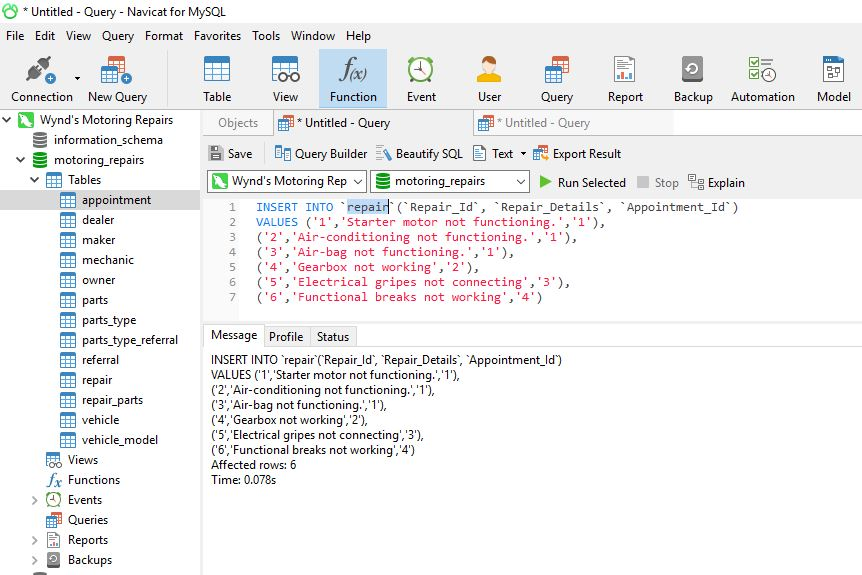 * Untitled - Query - Navicat for MySQL
File Edit View Query Format Favorites Tools Window Help
Connection New Query Table View Function Event User Query Report Backup Automation Model
f(x)
Wynd's Motoring Repairs
information_schema
motoring_repairs
Tables
appointment
dealer
maker
mechanic
owner
parts
parts_type
parts_type_referral
referral
repair
repair_parts
vehicle
vehicle_model
Views
fx Functions
Events
Queries
Reports
Backups
Objects * Untitled - Query * Untitled - Query
Save Query Builder Beautify SQL Text Export Result
Wynd's Motoring Rep motoring_repairs Run Selected Stop Explain
1 INSERT INTO `repair`(`Repair_Id`, `Repair_Details`, `Appointment_Id`)
2 VALUES ('1','Starter motor not functioning.','1'),
3 ('2','Air-conditioning not functioning.','1'),
4 ('3','Air-bag not functioning.','1'),
5 ('4','Gearbox not working','2'),
6 ('5','Electrical gripes not connecting','3'),
7 ('6','Functional breaks not working','4')
Message Profile Status
INSERT INTO `repair`(`Repair_Id`, `Repair_Details`, `Appointment_Id`)
VALUES ('1','Starter motor not functioning.','1'),
('2','Air-conditioning not functioning.','1'),
('3','Air-bag not functioning.','1'),
('4','Gearbox not working','2'),
('5','Electrical gripes not connecting','3'),
('6','Functional breaks not working','4')
Affected rows: 6
Time: 0.078s